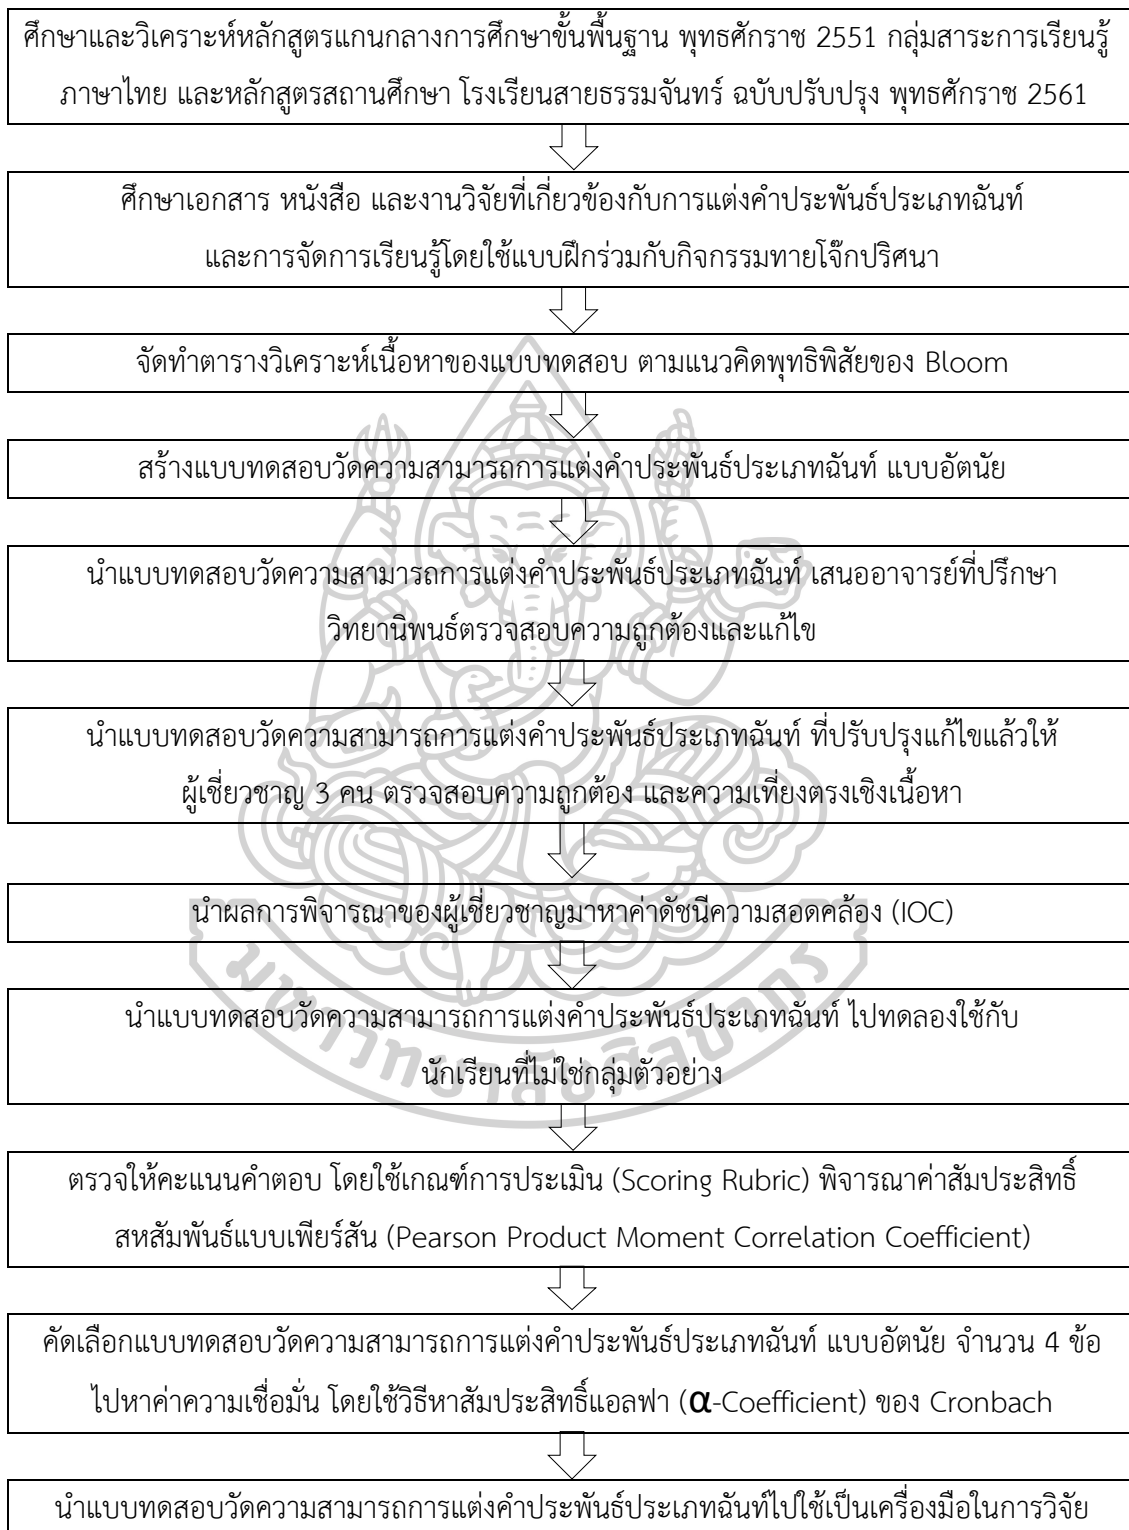 ศึกษาและวิเคราะห์หลักสูตรแกนกลางการศึกษาขั้นพื้นฐาน พุทธศักราช 2551 กลุ่มสาระการเรียนรู้
ภาษาไทย และหลักสูตรสถานศึกษา โรงเรียนสายธรรมจันทร์ ฉบับปรับปรุง พุทธศักราช 2561
ศึกษาเอกสาร หนังสือ และงานวิจัยที่เกี่ยวข้องกับการแต่งคำประพันธ์ประเภทฉันท์
และการจัดการเรียนรู้โดยใช้แบบฝึกร่วมกับกิจกรรมทายโจ๊กปริศนา
จัดทำตารางวิเคราะห์เนื้อหาของแบบทดสอบ ตามแนวคิดพุทธิพิสัยของ Bloom
สร้างแบบทดสอบวัดความสามารถการแต่งคำประพันธ์ประเภทฉันท์ แบบอัตนัย
นำแบบทดสอบวัดความสามารถการแต่งคำประพันธ์ประเภทฉันท์ เสนออาจารย์ที่ปรึกษา
วิทยานิพนธ์ตรวจสอบความถูกต้องและแก้ไข
นำแบบทดสอบวัดความสามารถการแต่งคำประพันธ์ประเภทฉันท์ ที่ปรับปรุงแก้ไขแล้วให้
ผู้เชี่ยวชาญ 3 คน ตรวจสอบความถูกต้อง และความเที่ยงตรงเชิงเนื้อหา
นำผลการพิจารณาของผู้เชี่ยวชาญมาหาค่าดัชนีความสอดคล้อง (IOC)
นำแบบทดสอบวัดความสามารถการแต่งคำประพันธ์ประเภทฉันท์ ไปทดลองใช้กับ
นักเรียนที่ไม่ใช่กลุ่มตัวอย่าง
มหาวิทยาลัยศิลปากร
ตรวจให้คะแนนคำตอบ โดยใช้เกณฑ์การประเมิน (Scoring Rubric) พิจารณาค่าสัมประสิทธิ์
สหสัมพันธ์แบบเพียร์สัน (Pearson Product Moment Correlation Coefficient)
คัดเลือกแบบทดสอบวัดความสามารถการแต่งคำประพันธ์ประเภทฉันท์ แบบอัตนัย จำนวน 4 ข้อ
ไปหาค่าความเชื่อมั่น โดยใช้วิธีหาสัมประสิทธิ์แอลฟา (α-Coefficient) ของ Cronbach
นำแบบทดสอบวัดความสามารถการแต่งคำประพันธ์ประเภทฉันท์ไปใช้เป็นเครื่องมือในการวิจัย